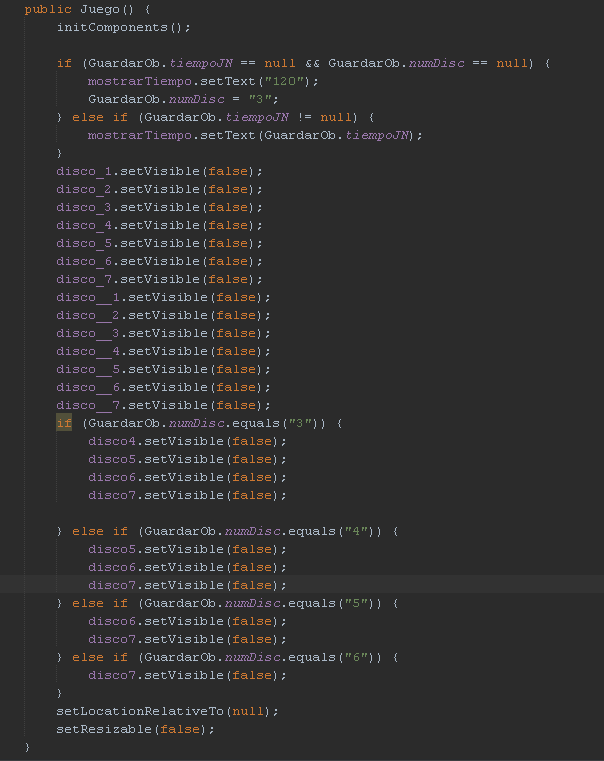 public Juego() {
    initComponents();

    if (GuardarOb.tiempoJN == null && GuardarOb.numDisc == null) {
        mostrarTiempo.setText("120");
        GuardarOb.numDisc = "3";
    } else if (GuardarOb.tiempoJN != null) {
        mostrarTiempo.setText(GuardarOb.tiempoJN);
    }
    disco_1.setVisible(false);
    disco_2.setVisible(false);
    disco_3.setVisible(false);
    disco_4.setVisible(false);
    disco_5.setVisible(false);
    disco_6.setVisible(false);
    disco_7.setVisible(false);
    disco__1.setVisible(false);
    disco__2.setVisible(false);
    disco__3.setVisible(false);
    disco__4.setVisible(false);
    disco__5.setVisible(false);
    disco__6.setVisible(false);
    disco__7.setVisible(false);
    if (GuardarOb.numDisc.equals("3")) {
        disco4.setVisible(false);
        disco5.setVisible(false);
        disco6.setVisible(false);
        disco7.setVisible(false);

    } else if (GuardarOb.numDisc.equals("4")) {
        disco5.setVisible(false);
        disco6.setVisible(false);
        disco7.setVisible(false);
    } else if (GuardarOb.numDisc.equals("5")) {
        disco6.setVisible(false);
        disco7.setVisible(false);
    } else if (GuardarOb.numDisc.equals("6")) {
        disco7.setVisible(false);
    }
    setLocationRelativeTo(null);
    setResizable(false);
}